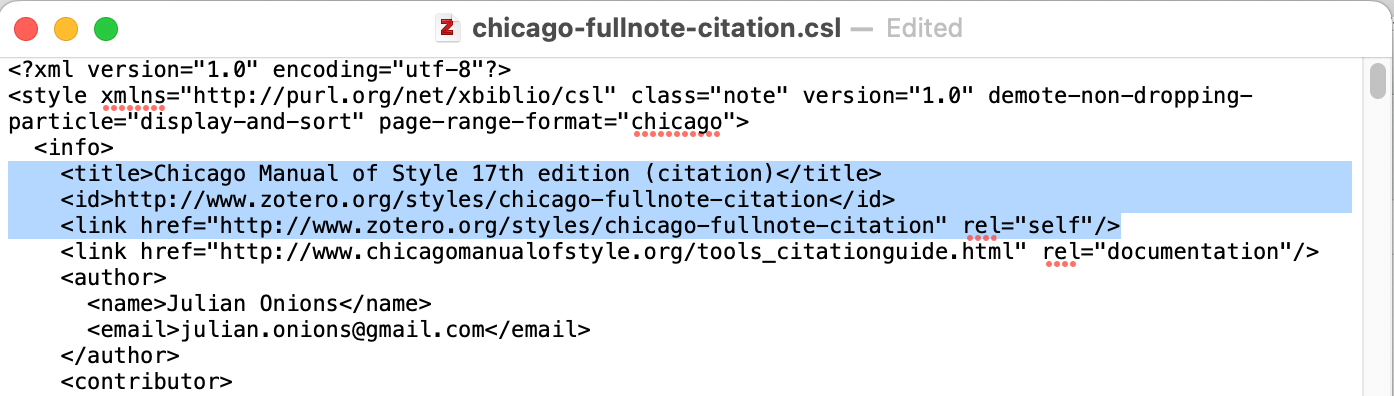 Z chicago-fullnote-citation.csl — Edited
<?xml version="1.0" encoding="utf-8"?>
<style xmlns="http://purl.org/net/xbiblio/csl" class="note" version="1.0" demote-non-dropping-
particle="display-and-sort" page-range-format="chicago">
  <info>
    <title>Chicago Manual of Style 17th edition (citation)</title>
    <id>http://www.zotero.org/styles/chicago-fullnote-citation</id>
    <link href="http://www.zotero.org/styles/chicago-fullnote-citation" rel="self"/>
    <link href="http://www.chicagomanualofstyle.org/tools_citationguide.html" rel="documentation"/>
    <author>
      <name>Julian Onions</name>
      <email>julian.onions@gmail.com</email>
    </author>
    <contributor>